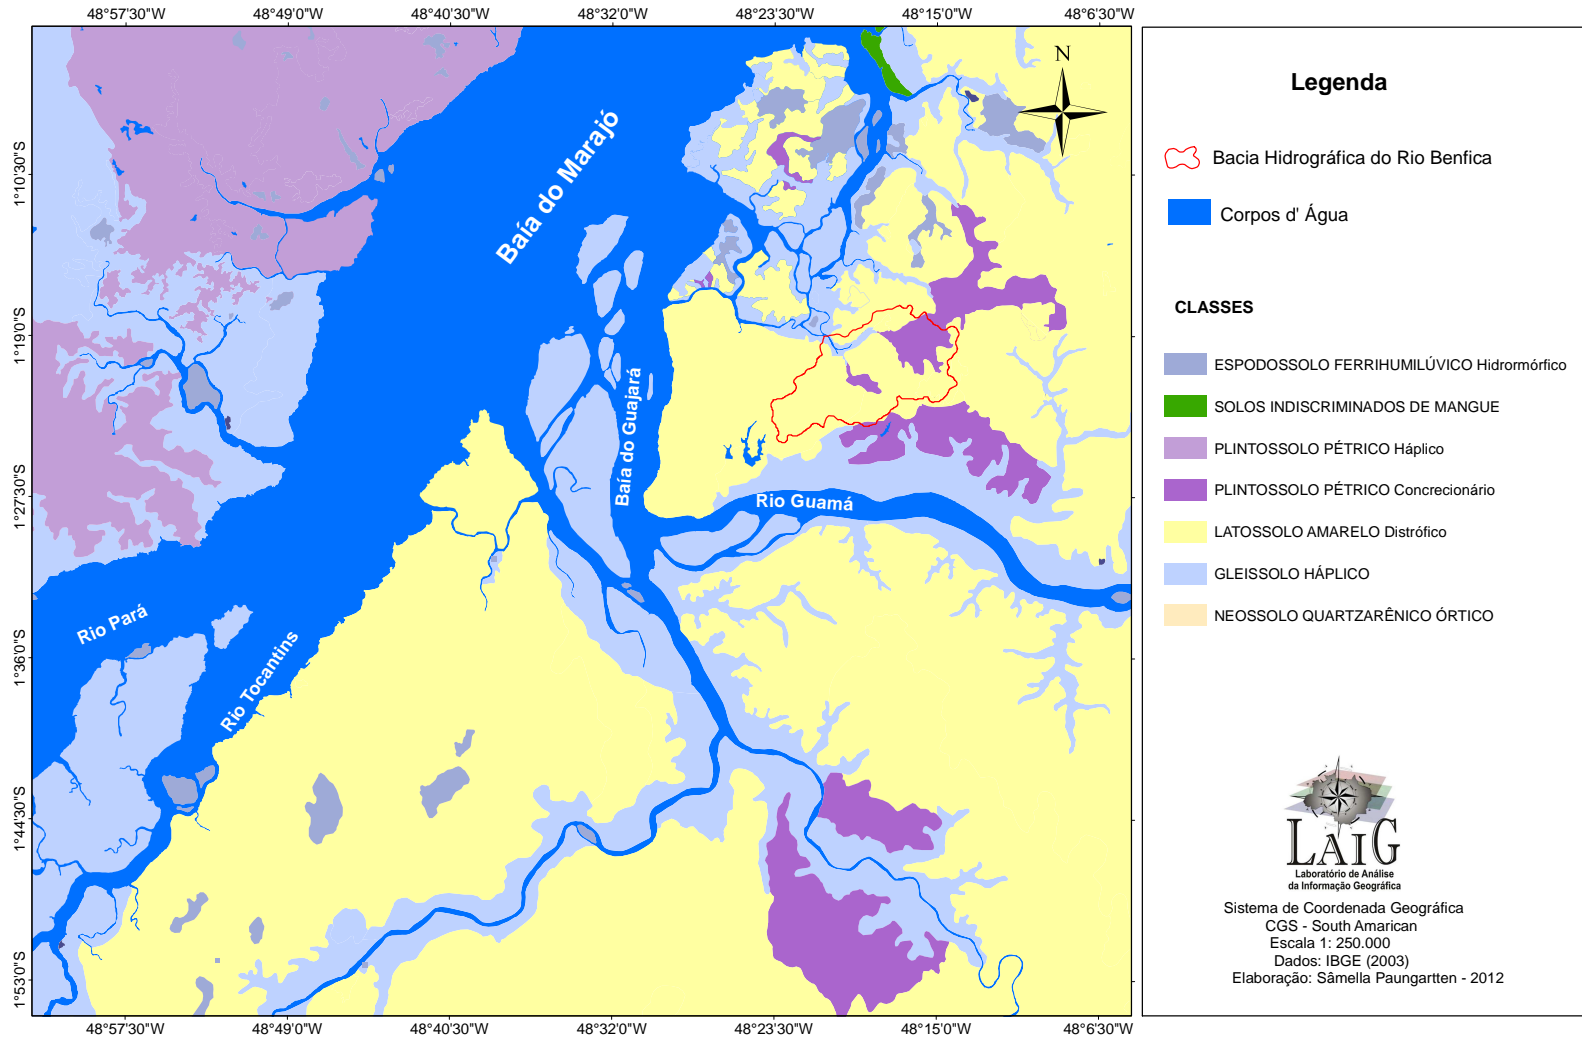 48°57'30"W 48°49'0"W 48°40'30"W 48°32'0"W 48°23'30"W 48°15'0"W 48°6'30"W
N
1°10'30"S
1°19'0"S
1°27'30"S
1°36'0"S
1°44'30"S
1°53'0"S
Baía do Marajó
Baía do Guajará
Rio Guamá
Rio Pará
Rio Tocantins
48°57'30"W 48°49'0"W 48°40'30"W 48°32'0"W 48°23'30"W 48°15'0"W 48°6'30"W
Legenda
Bacia Hidrográfica do Rio Benfica
Corpos d' Água
CLASSES
ESPODOSSOLO FERRIHUMILÚVICO Hidrormórfico
SOLOS INDISCRIMINADOS DE MANGUE
PLINTOSSOLO PÉTRICO Háplico
PLINTOSSOLO PÉTRICO Concrecionário
LATOSSOLO AMARELO Distrófico
GLEISSOLO HÁPLICO
NEOSSOLO QUARTZARÊNICO ÓRTICO
LAIG
Laboratório de Análise
da Informação Geográfica
Sistema de Coordenada Geográfica
CGS - South Amarican
Escala 1: 250.000
Dados: IBGE (2003)
Elaboração: Sâmella Paungartten - 2012